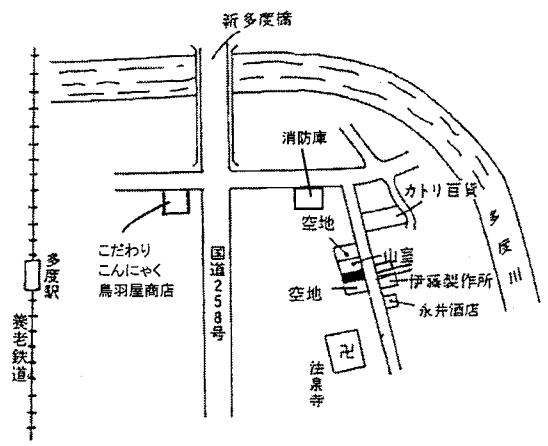 新多度橋
消防庫
カトリ百貨
空地
山室
こだわり
こんにゃく
鳥羽屋商店
国道258号
多度川
多度駅
空地
伊藤製作所
永井酒店
養老鉄道
卍
法泉寺